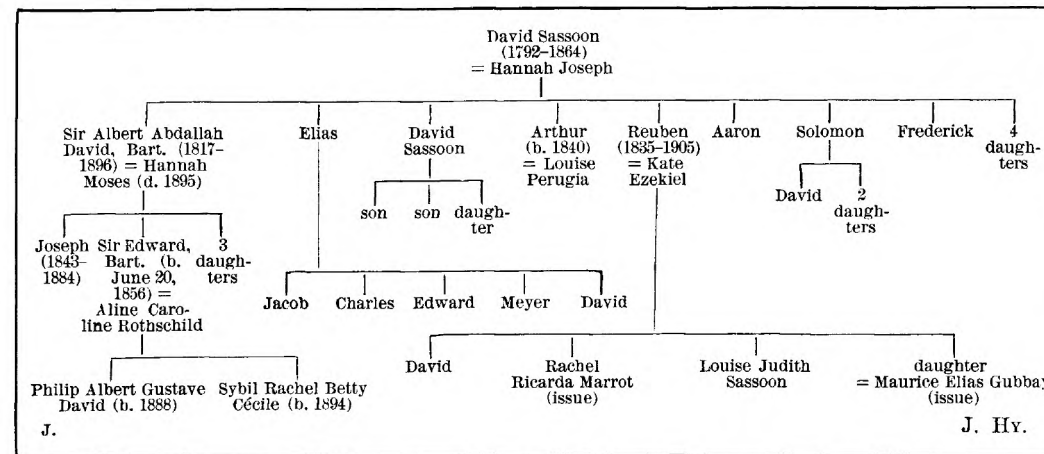 David Sassoon
(1792–1864)
= Hannah Joseph
Sir Albert Abdallah
David, Bart. (1817–
1896) = Hannah
Moses (d. 1895)
Elias
David
Sassoon
Arthur
(b. 1840)
= Louise
Perugia
Reuben
(1835–1905)
= Kate
Ezekiel
Aaron
Solomon
Frederick
4
daugh-
ters
son
son
daugh-
ter
David
2
daugh-
ters
Joseph
(1843–
1884)
Sir Edward,
Bart. (b.
June 20,
1856) =
Aline Caro-
line Rothschild
3
daugh-
ters
Jacob
Charles
Edward
Meyer
David
Philip Albert Gustave
David (b. 1888)
Sybil Rachel Betty
Cécile (b. 1894)
David
Rachel
Ricarda Marrot
(issue)
Louise Judith
Sassoon
daughter
= Maurice Elias Gubbay
(issue)
J.
J. Hy.